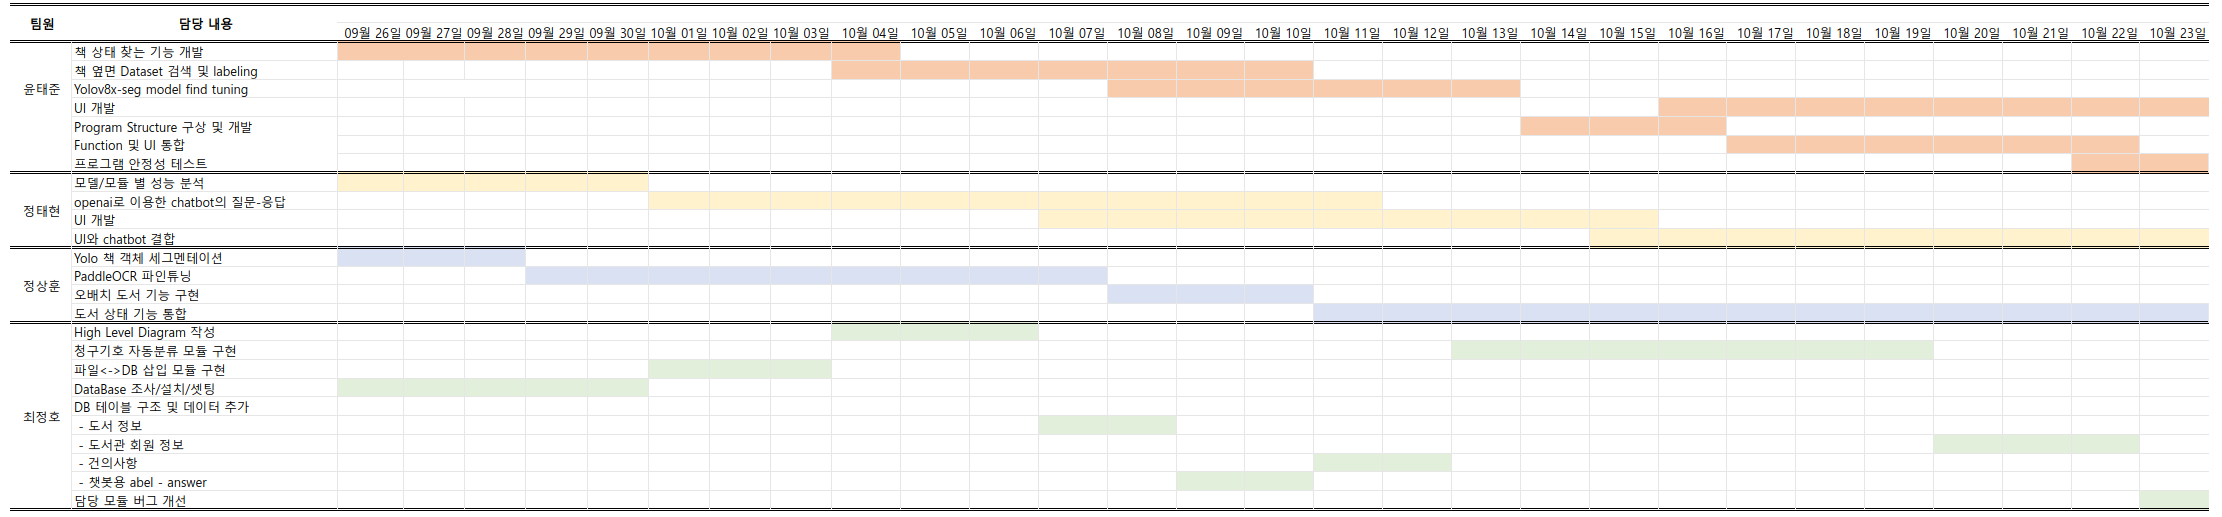 팀원 담당 내용
09월 26일 09월 27일 09월 28일 09월 29일 09월 30일 10월 01일 10월 02일 10월 03일 10월 04일 10월 05일 10월 06일 10월 07일 10월 08일 10월 09일 10월 10일 10월 11일 10월 12일 10월 13일 10월 14일 10월 15일 10월 16일 10월 17일 10월 18일 10월 19일 10월 20일 10월 21일 10월 22일 10월 23일
윤태준
책 상태 찾는 기능 개발
책 옆면 Dataset 검색 및 labeling
Yolov8x-seg model find tuning
UI 개발
Program Structure 구상 및 개발
Function 및 UI 통합
프로그램 안정성 테스트
정태현
모델/모듈 별 성능 분석
openai로 이용한 chatbot의 질문-응답
UI 개발
UI와 chatbot 결합
정상훈
Yolo 책 객체 세그멘테이션
PaddleOCR 파인튜닝
오배치 도서 기능 구현
도서 상태 기능 통합
최정호
High Level Diagram 작성
청구기호 자동분류 모듈 구현
파일<->DB 삽입 모듈 구현
DataBase 조사/설치/셋팅
DB 테이블 구조 및 데이터 추가
- 도서 정보
- 도서관 회원 정보
- 건의사항
- 챗봇용 abel - answer
담당 모듈 버그 개선